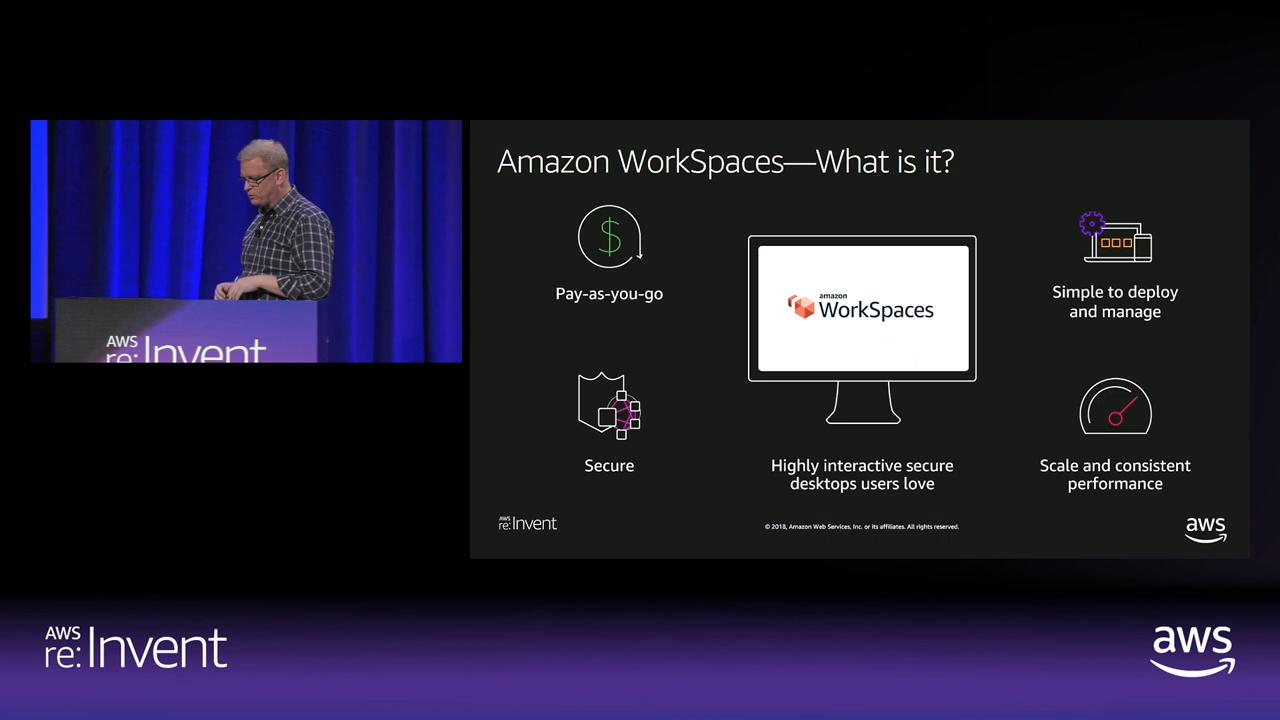 Amazon WorkSpaces—What is it?
$
Pay-as-you-go
amazon
WorkSpaces
Simple to deploy
and manage
Secure
Highly interactive secure
desktops users love
Scale and consistent
performance
AWS
re:Invent
© 2018, Amazon Web Services, Inc. or its affiliates. All rights reserved.
aws
AWS
re:Invent
AWS
re:Invent
aws